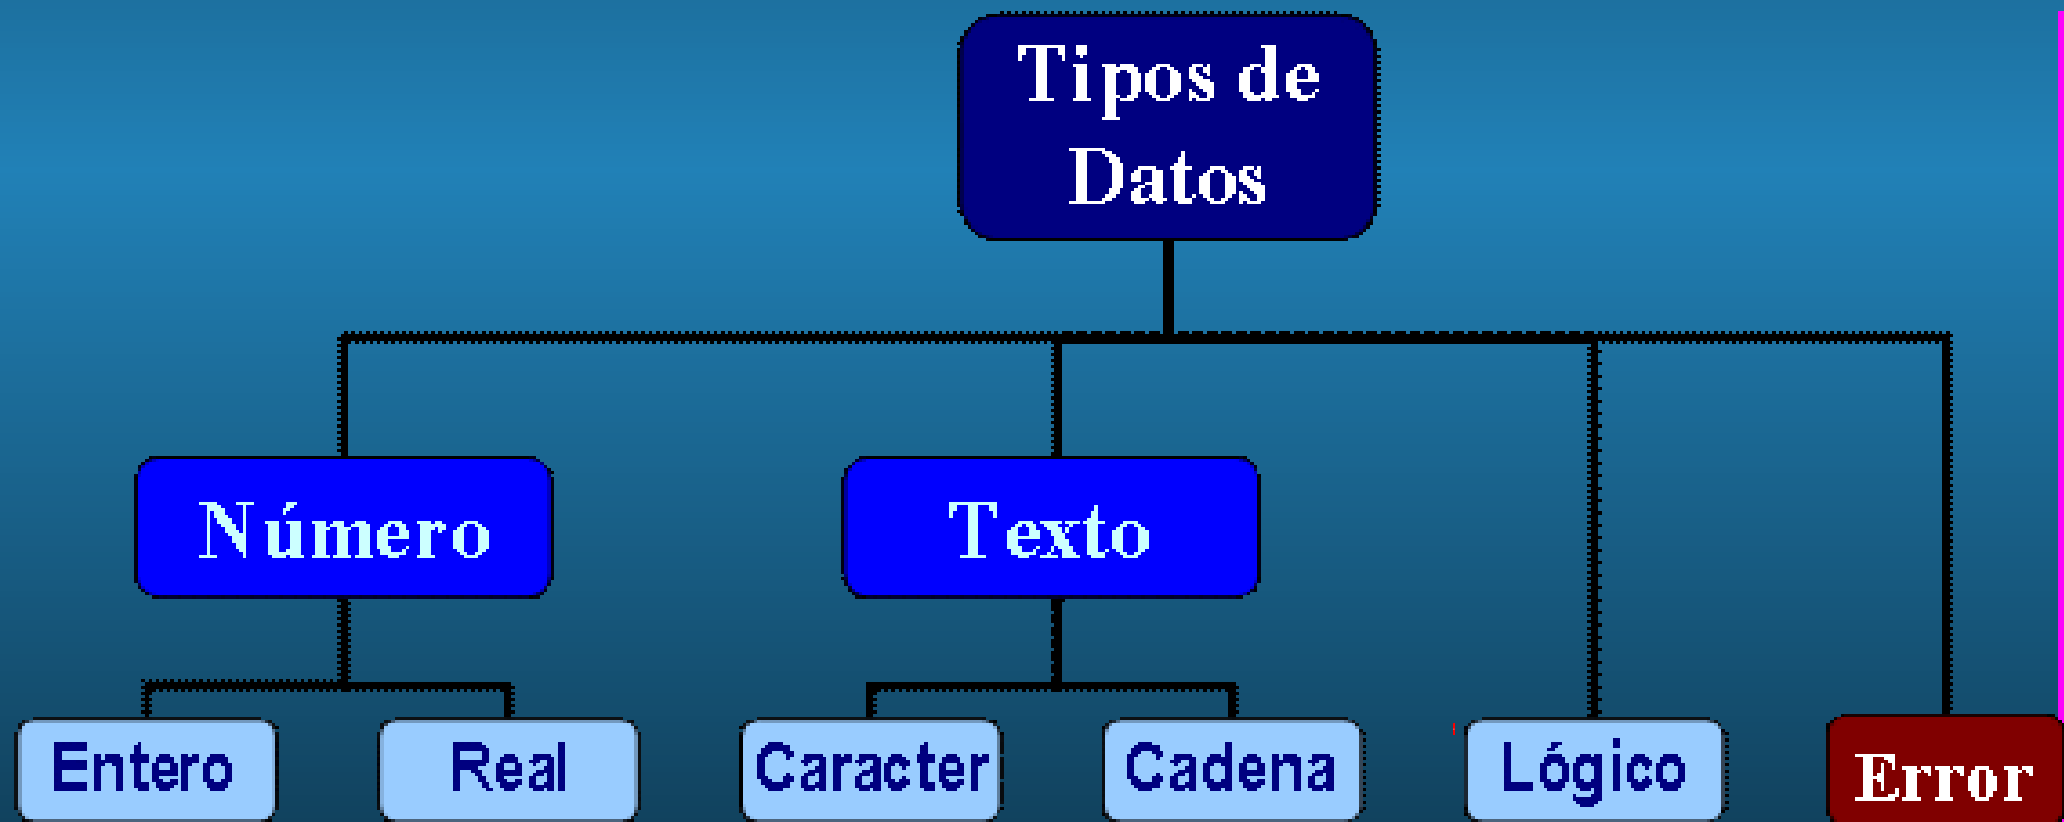 Tipos de
Datos
Número
Texto
Entero
Real
Caracter
Cadena
Lógico
Error